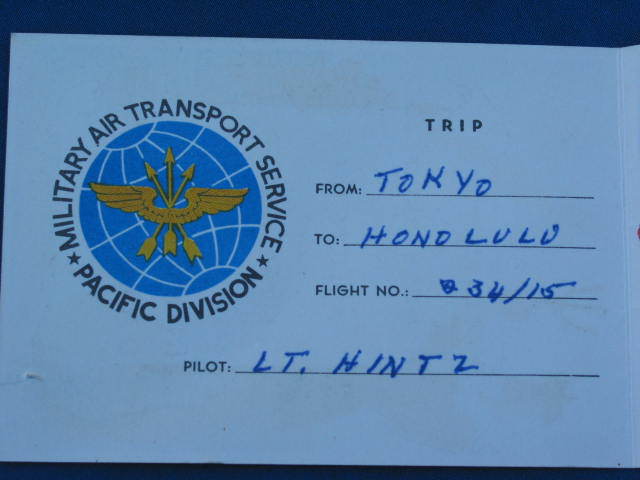 MILITARY AIR TRANSPORT SERVICE
★ PACIFIC DIVISION ★
TRIP
FROM: TOKYO
TO: HONOLULU
FLIGHT NO.: 34/15
PILOT: LT. HINTZ